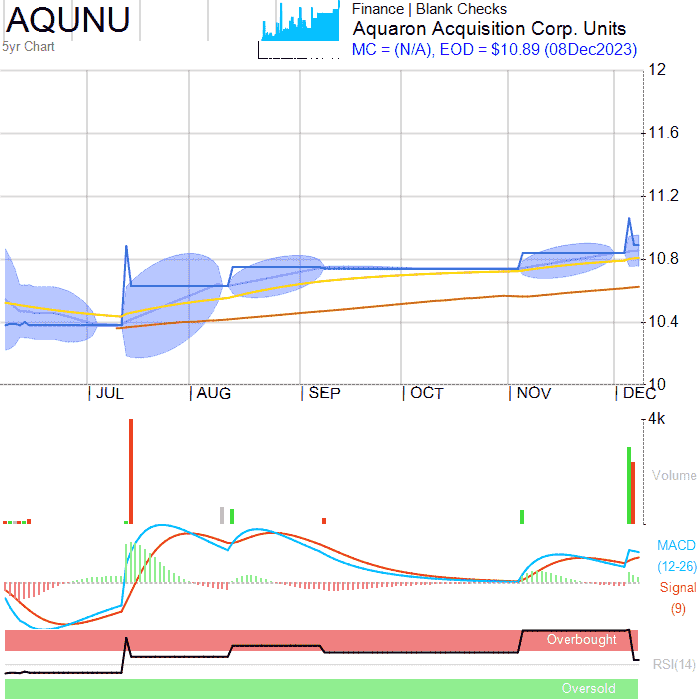 AQUNU
5yr Chart
Finance | Blank Checks
Aquaron Acquisition Corp. Units
MC = (N/A), EOD = $10.89 (08Dec2023)
12
11.6
11.2
10.8
10.4
10
JUL AUG SEP OCT NOV DEC
4k
Volume
MACD
(12-26)
Signal
(9)
Overbought
RSI(14)
Oversold